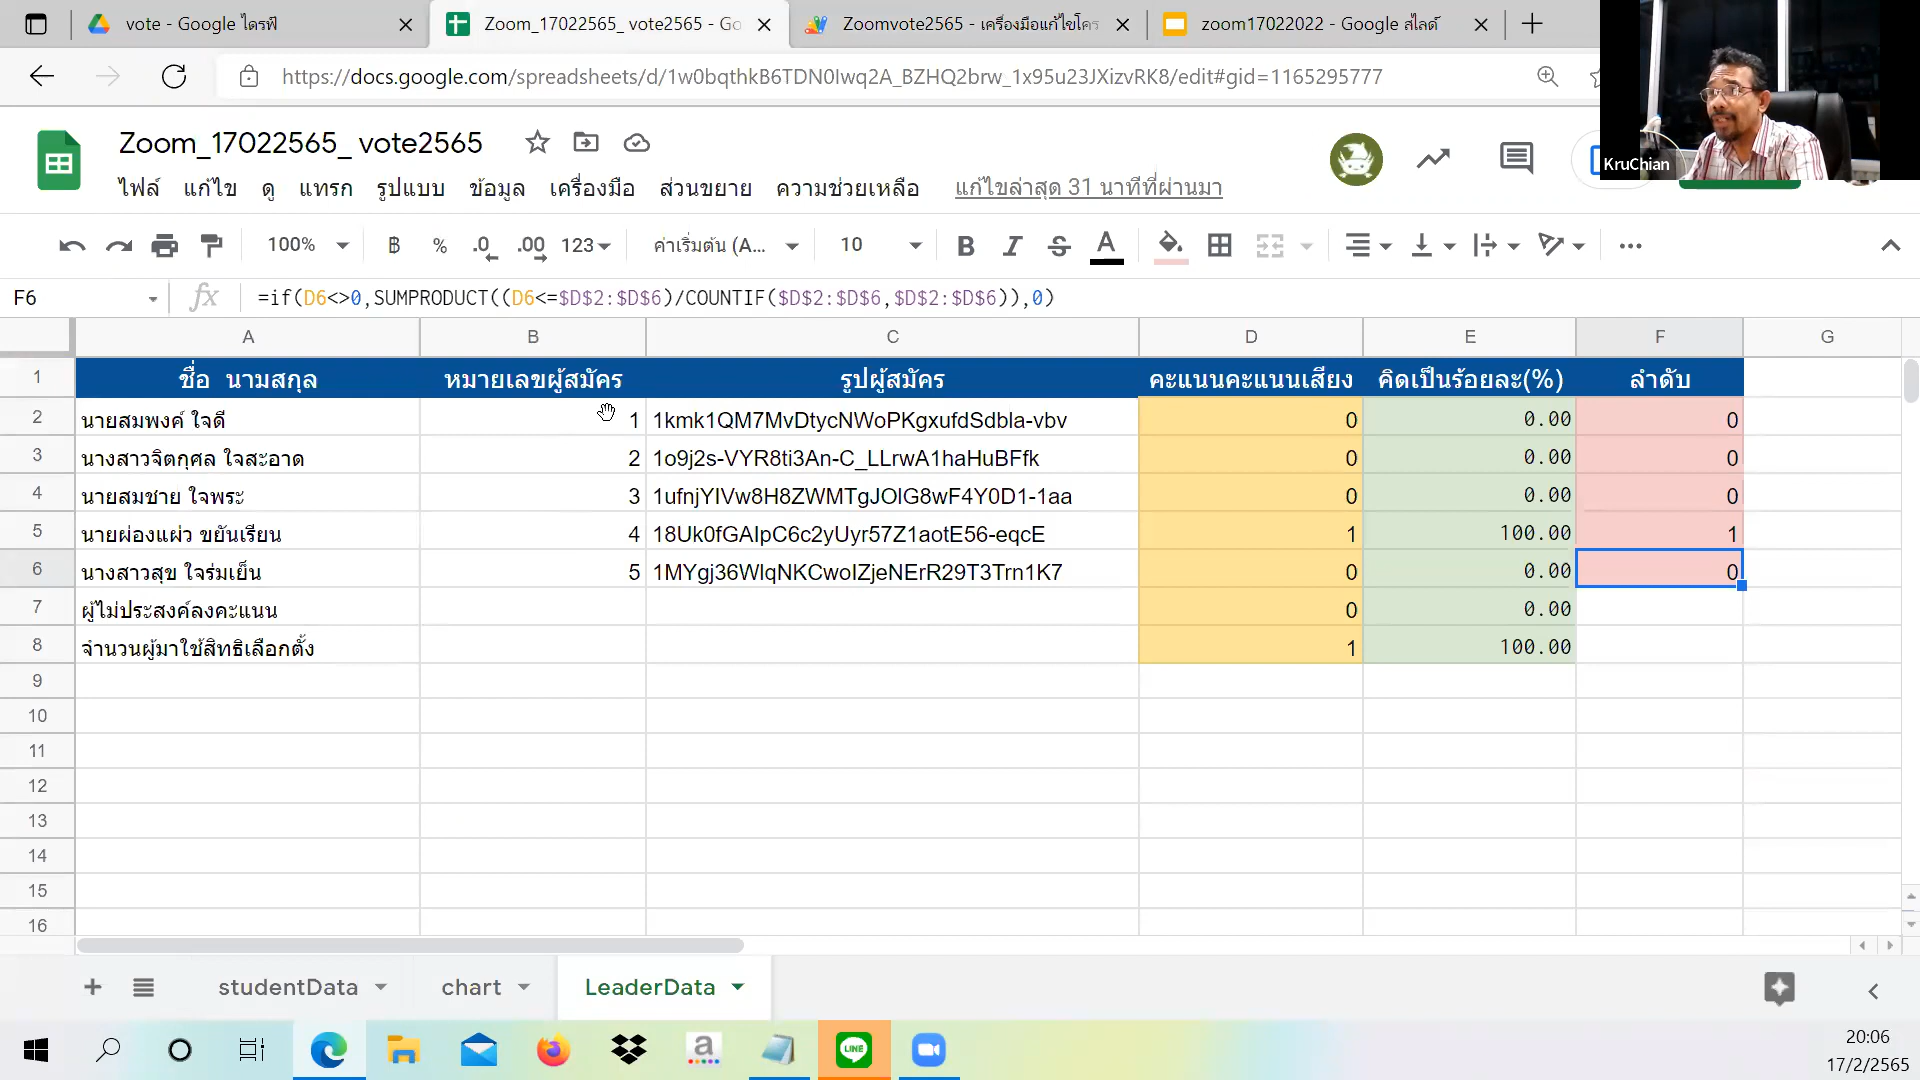 vote - Google ไดรฟ์
Zoom_17022565_ vote2565 - Go
Zoomvote2565 - เครื่องมือแก้ไขโคร
zoom17022022 - Google สไลด์
https://docs.google.com/spreadsheets/d/1w0bqthkB6TDN0Iwq2A_BZHQ2brw_1x95u23JXizvRK8/edit#gid=1165295777
KruChian
Zoom_17022565_ vote2565
ไฟล์ แก้ไข ดู แทรก รูปแบบ ข้อมูล เครื่องมือ ส่วนขยาย ความช่วยเหลือ แก้ไขล่าสุด 31 นาทีที่ผ่านมา
100% ฿ % .0 .00 123 ค่าเริ่มต้น (A... 10 B I S A
F6 fx =if(D6<>0,SUMPRODUCT((D6<=$D$2:$D$6)/COUNTIF($D$2:$D$6,$D$2:$D$6)),0)
A B C D E F G
1 ชื่อ นามสกุล หมายเลขผู้สมัคร รูปผู้สมัคร คะแนนคะแนนเสียง คิดเป็นร้อยละ(%) ลำดับ
2 นายสมพงค์ ใจดี 1 1kmk1QM7MvDtycNWoPKgxufdSdbla-vbv 0 0.00 0
3 นางสาวจิตกุศล ใจสะอาด 2 1o9j2s-VYR8ti3An-C_LLrwA1haHuBFfk 0 0.00 0
4 นายสมชาย ใจพระ 3 1ufnjYIVw8H8ZWMTgJOlG8wF4Y0D1-1aa 0 0.00 0
5 นายผ่องแผ่ว ขยันเรียน 4 18Uk0fGAIpC6c2yUyr57Z1aotE56-eqcE 1 100.00 1
6 นางสาวสุข ใจร่มเย็น 5 1MYgj36WlqNKCwoIZjeNErR29T3Trn1K7 0 0.00 0
7 ผู้ไม่ประสงค์ลงคะแนน 0 0.00
8 จำนวนผู้มาใช้สิทธิเลือกตั้ง 1 100.00
9
10
11
12
13
14
15
16
studentData chart LeaderData
a LINE
20:06
17/2/2565